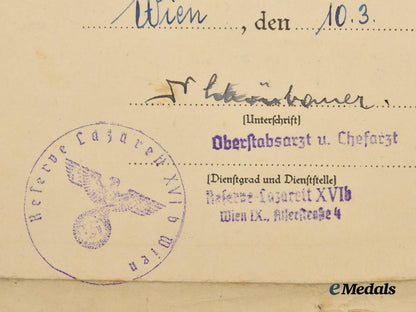 Wien, den 10.3.
[Unterschrift]
Oberstabsarzt u. Chefarzt
[Dienstgrad und Dienststelle]
Reserve-Lazarett XVIb
Wien IX., Alserstraße 4
Reserve Lazarett XVI b Wien
eMedals